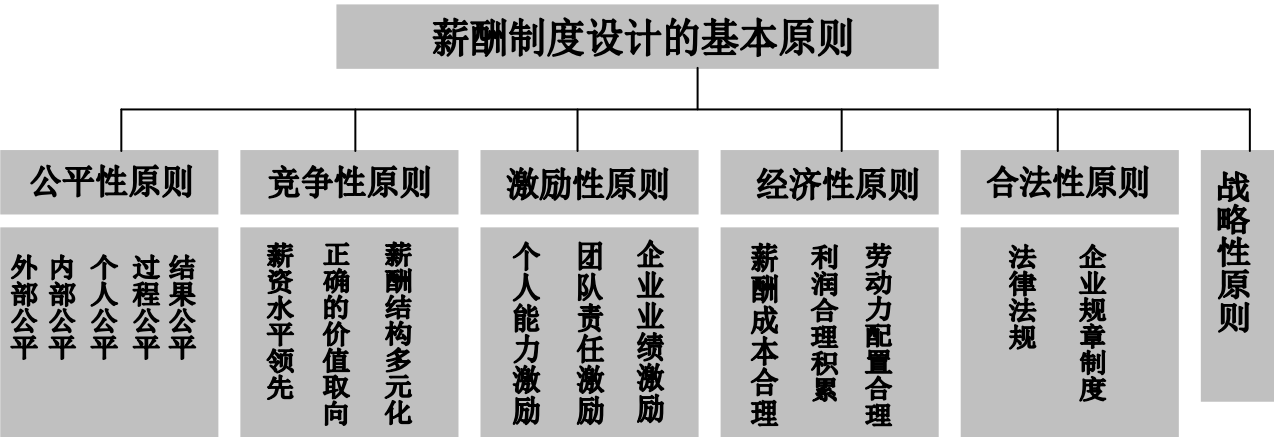 薪酬制度设计的基本原则
公平性原则
竞争性原则
激励性原则
经济性原则
合法性原则
战略性原则
外部公平
内部公平
个人公平
过程公平
结果公平
薪资水平领先
正确的价值取向
薪酬结构多元化
个人能力激励
团队责任激励
企业业绩激励
薪酬成本合理
利润合理积累
劳动力配置合理
法律法规
企业规章制度